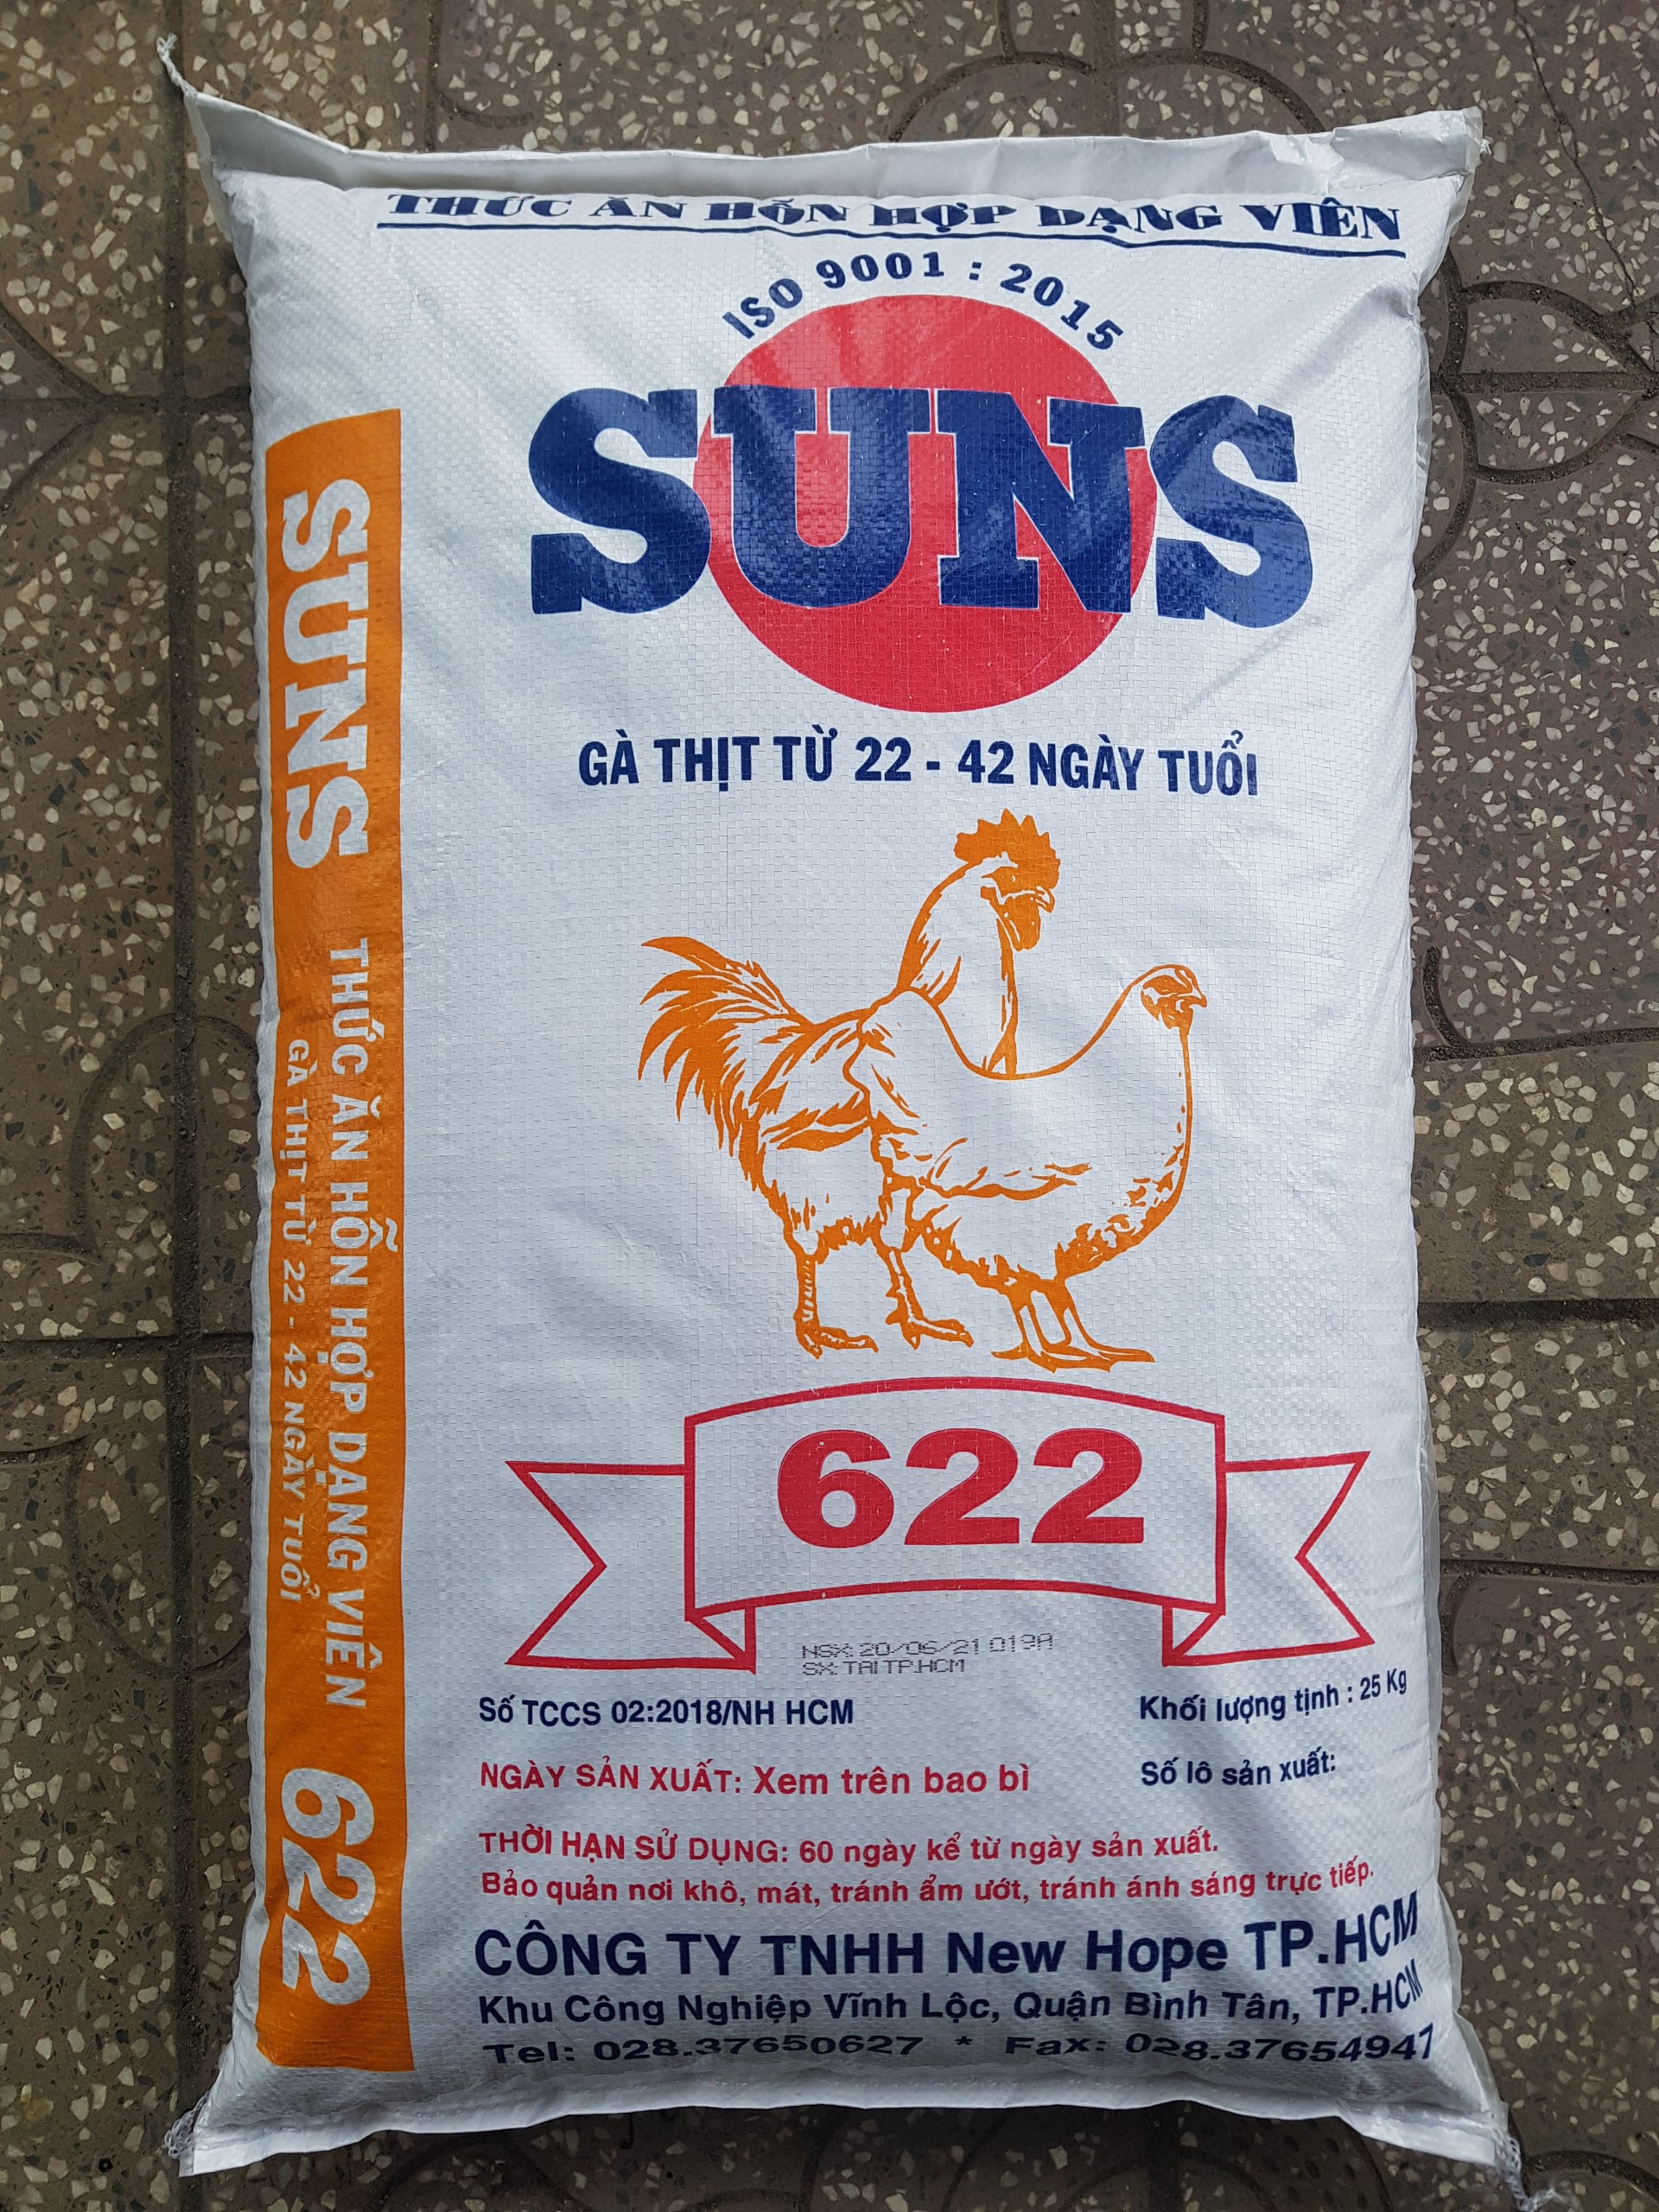 THỨC ĂN HỖN HỢP DẠNG VIÊN
ISO 9001 : 2015
SUNS
GÀ THỊT TỪ 22 - 42 NGÀY TUỔI
622
NSX: 20/06/21 019A
SX: TAI TP.HCM
Số TCCS 02:2018/NH HCM
Khối lượng tịnh : 25 Kg
NGÀY SẢN XUẤT: Xem trên bao bì
Số lô sản xuất:
THỜI HẠN SỬ DỤNG: 60 ngày kể từ ngày sản xuất.
Bảo quản nơi khô, mát, tránh ẩm ướt, tránh ánh sáng trực tiếp.
CÔNG TY TNHH New Hope TP.HCM
Khu Công Nghiệp Vĩnh Lộc, Quận Bình Tân, TP.HCM
Tel: 028.37650627 * Fax: 028.37654947
SUNS
THỨC ĂN HỖN HỢP DẠNG VIÊN
GÀ THỊT TỪ 22 - 42 NGÀY TUỔI
622